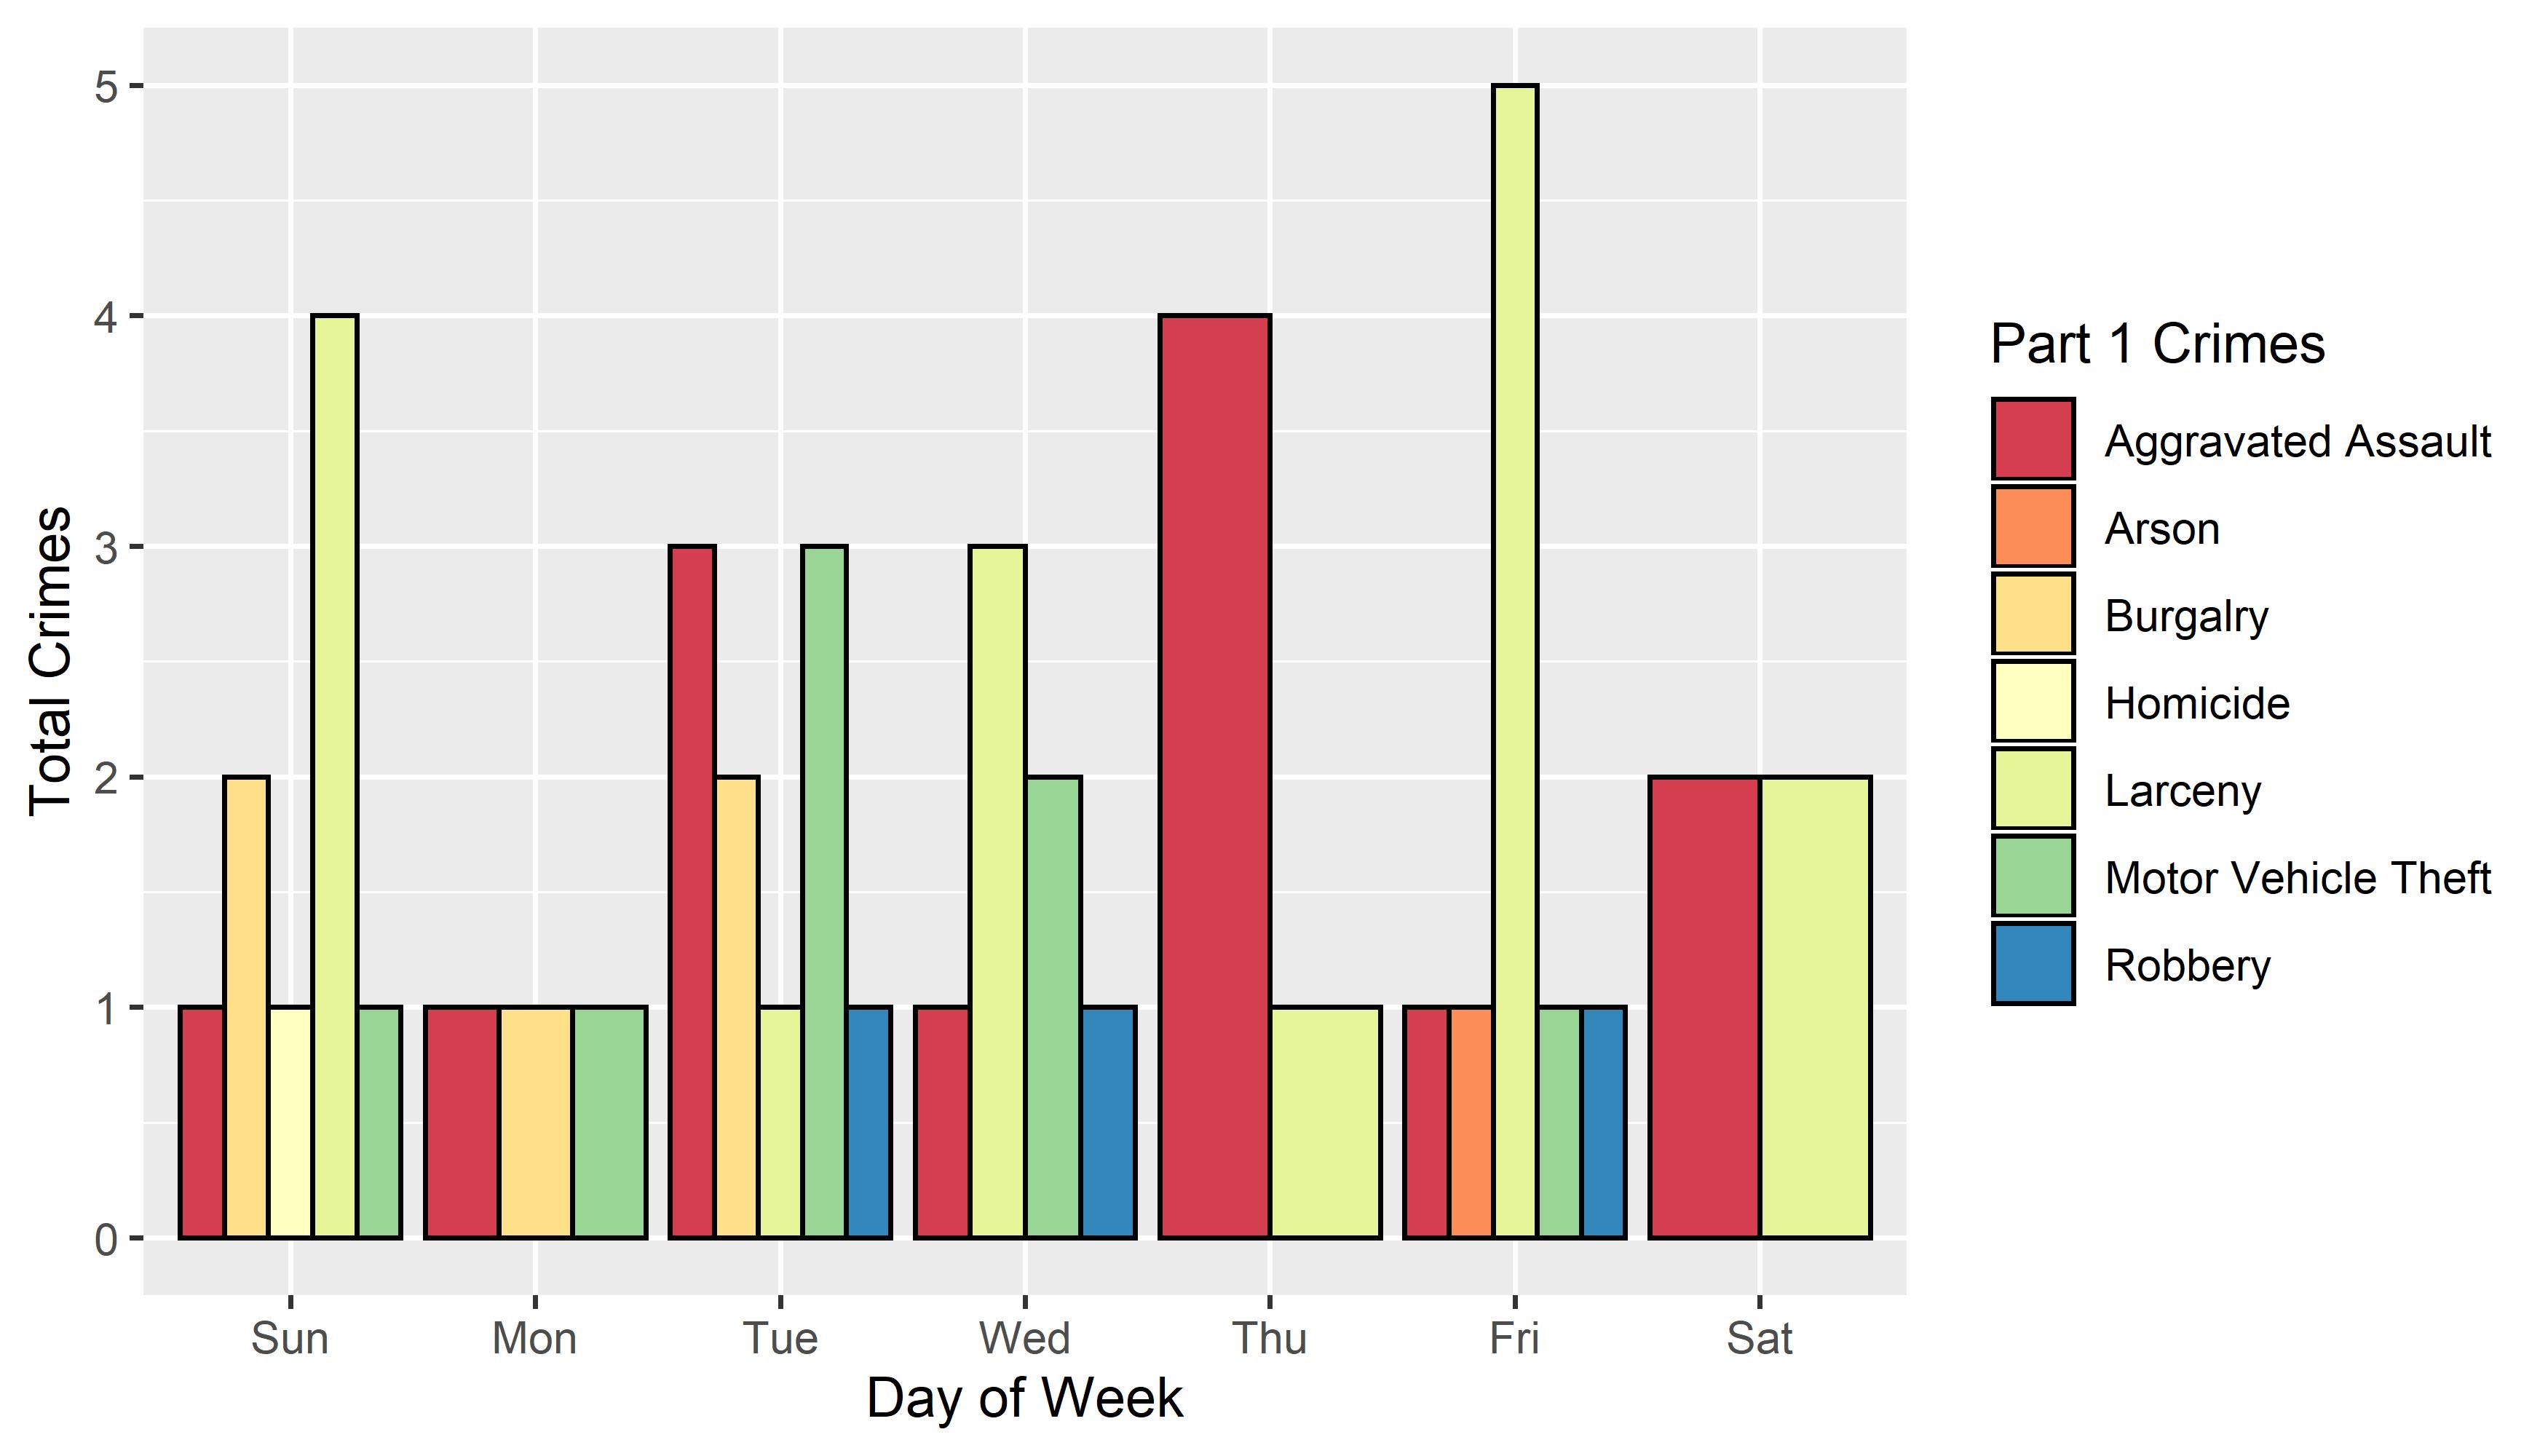 5
4
3
2
1
0
Total Crimes
Sun Mon Tue Wed Thu Fri Sat
Day of Week
Part 1 Crimes
Aggravated Assault
Arson
Burgalry
Homicide
Larceny
Motor Vehicle Theft
Robbery